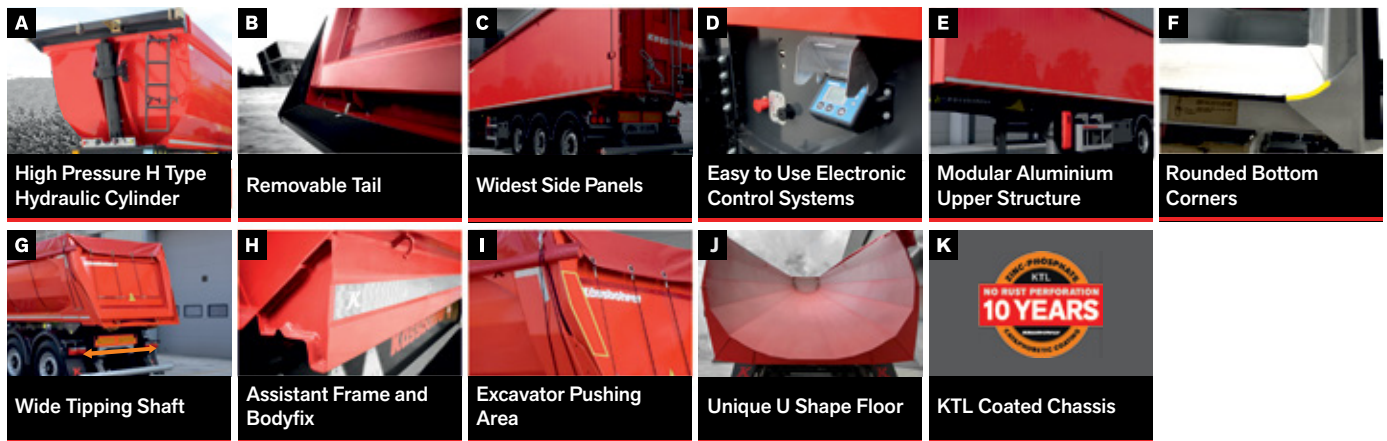 A
High Pressure H Type
Hydraulic Cylinder
B
Removable Tail
C
Widest Side Panels
D
Easy to Use Electronic
Control Systems
E
Modular Aluminium
Upper Structure
F
Rounded Bottom
Corners
G
Wide Tipping Shaft
H
Assistant Frame and
Bodyfix
I
Excavator Pushing
Area
J
Unique U Shape Floor
K
ZINC-PHOSPHATE
KTL
NO RUST PERFORATION
10 YEARS
CATAPHORETIC COATING
KTL Coated Chassis